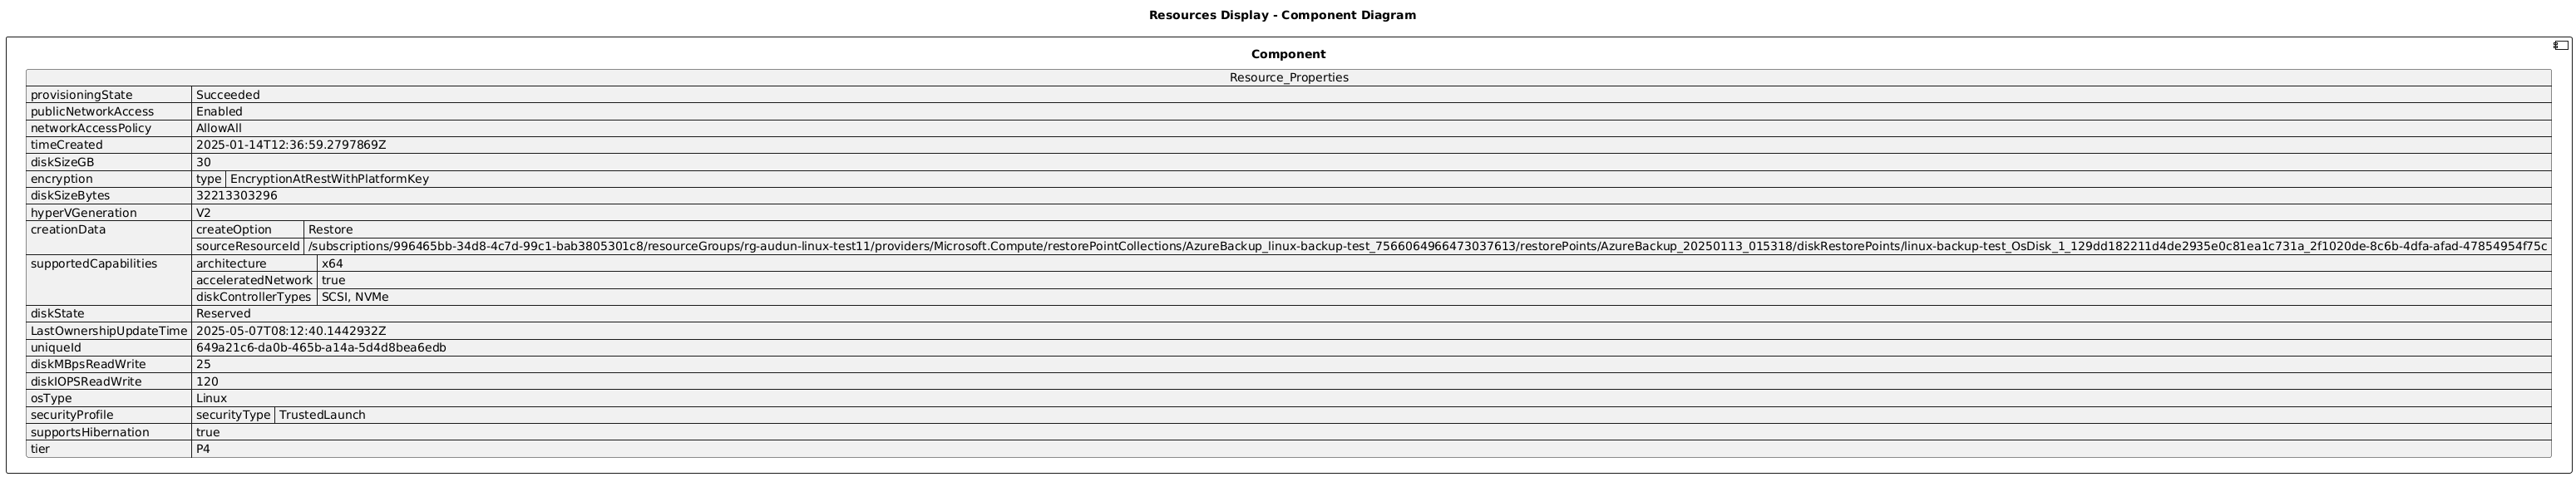 Resources Display - Component Diagram
Component
Resource_Properties
provisioningState Succeeded
publicNetworkAccess Enabled
networkAccessPolicy AllowAll
timeCreated 2025-01-14T12:36:59.2797869Z
diskSizeGB 30
encryption type EncryptionAtRestWithPlatformKey
diskSizeBytes 32213303296
hyperVGeneration V2
creationData createOption Restore
sourceResourceId /subscriptions/996465bb-34d8-4c7d-99c1-bab3805301c8/resourceGroups/rg-audun-linux-test11/providers/Microsoft.Compute/restorePointCollections/AzureBackup_linux-backup-test_7566064966473037613/restorePoints/AzureBackup_20250113_015318/diskRestorePoints/linux-backup-test_OsDisk_1_129dd182211d4de2935e0c81ea1c731a_2f1020de-8c6b-4dfa-afad-47854954f75c
supportedCapabilities architecture x64
acceleratedNetwork true
diskControllerTypes SCSI, NVMe
diskState Reserved
LastOwnershipUpdateTime 2025-05-07T08:12:40.1442932Z
uniqueId 649a21c6-da0b-465b-a14a-5d4d8bea6edb
diskMBpsReadWrite 25
diskIOPSReadWrite 120
osType Linux
securityProfile securityType TrustedLaunch
supportsHibernation true
tier P4